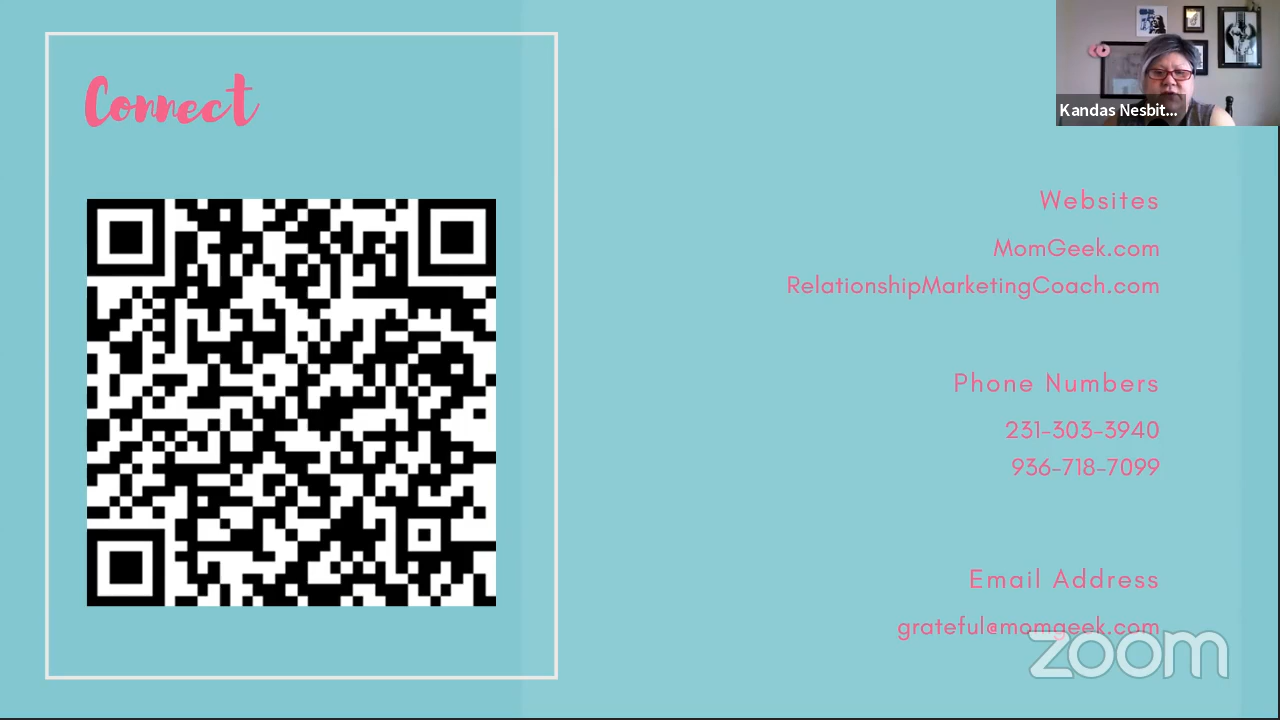 Connect
Kandas Nesbit...
Websites
MomGeek.com
RelationshipMarketingCoach.com
Phone Numbers
231-303-3940
936-718-7099
Email Address
grateful@momgeek.com
zoom